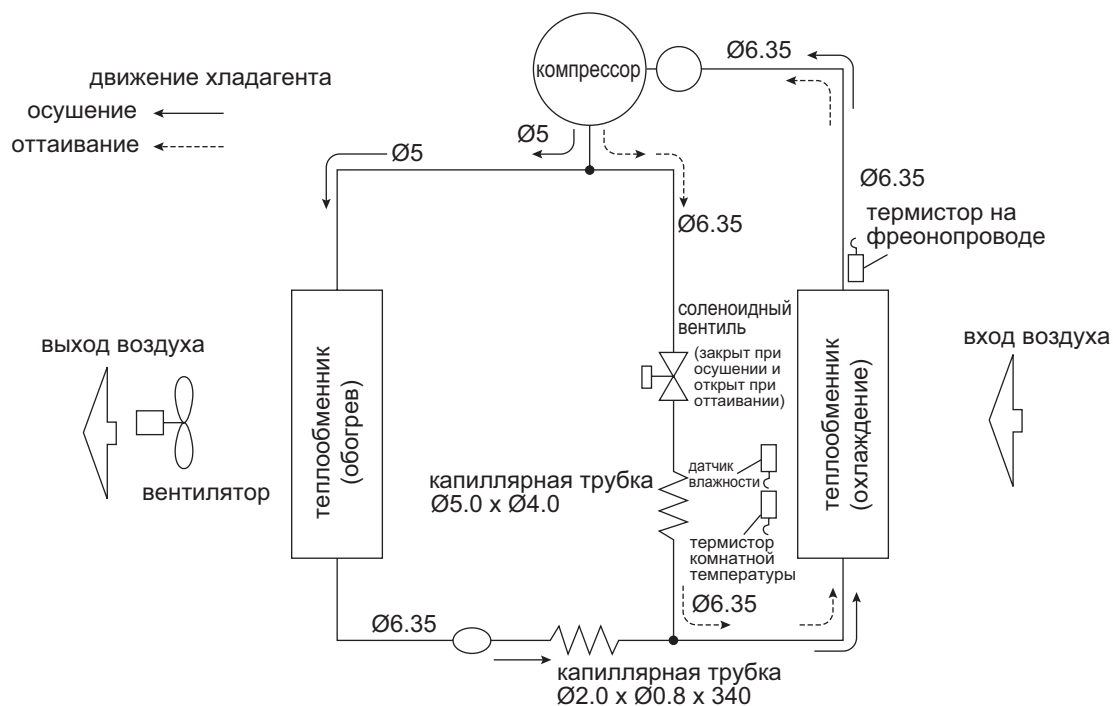 Ø6.35
компрессор
движение хладагента
осушение
оттаивание
Ø5
Ø5
Ø6.35
Ø6.35
термистор на
фреонопроводе
соленоидный
вентиль
(закрыт при
осушении и
открыт при
оттаивании)
выход воздуха
вентилятор
теплообменник
(обогрев)
теплообменник
(охлаждение)
вход воздуха
капиллярная трубка
Ø5.0 x Ø4.0
датчик
влажности
термистор
комнатной
температуры
Ø6.35
Ø6.35
капиллярная трубка
Ø2.0 x Ø0.8 x 340